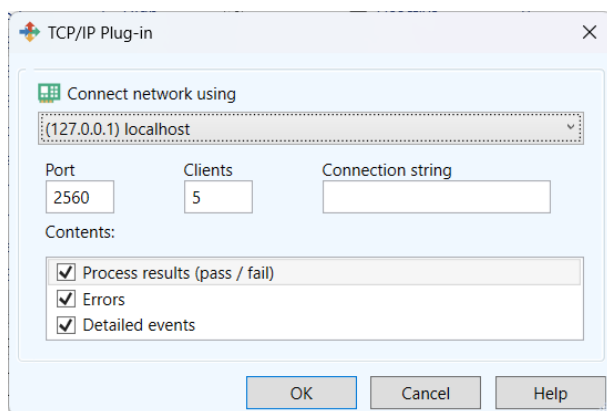 TCP/IP Plug-in
Connect network using
(127.0.0.1) localhost
Port Clients Connection string
2560 5
Contents:
Process results (pass / fail)
Errors
Detailed events
OK Cancel Help